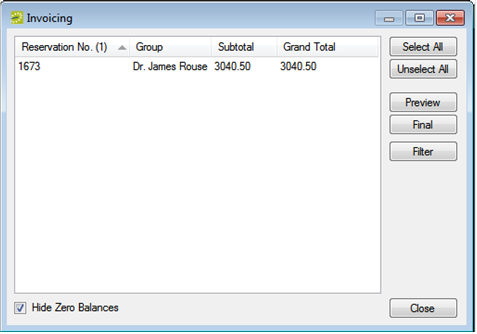 Invoicing
Reservation No. (1) Group Subtotal Grand Total
1673 Dr. James Rouse 3040.50 3040.50
Select All
Unselect All
Preview
Final
Filter
Hide Zero Balances
Close